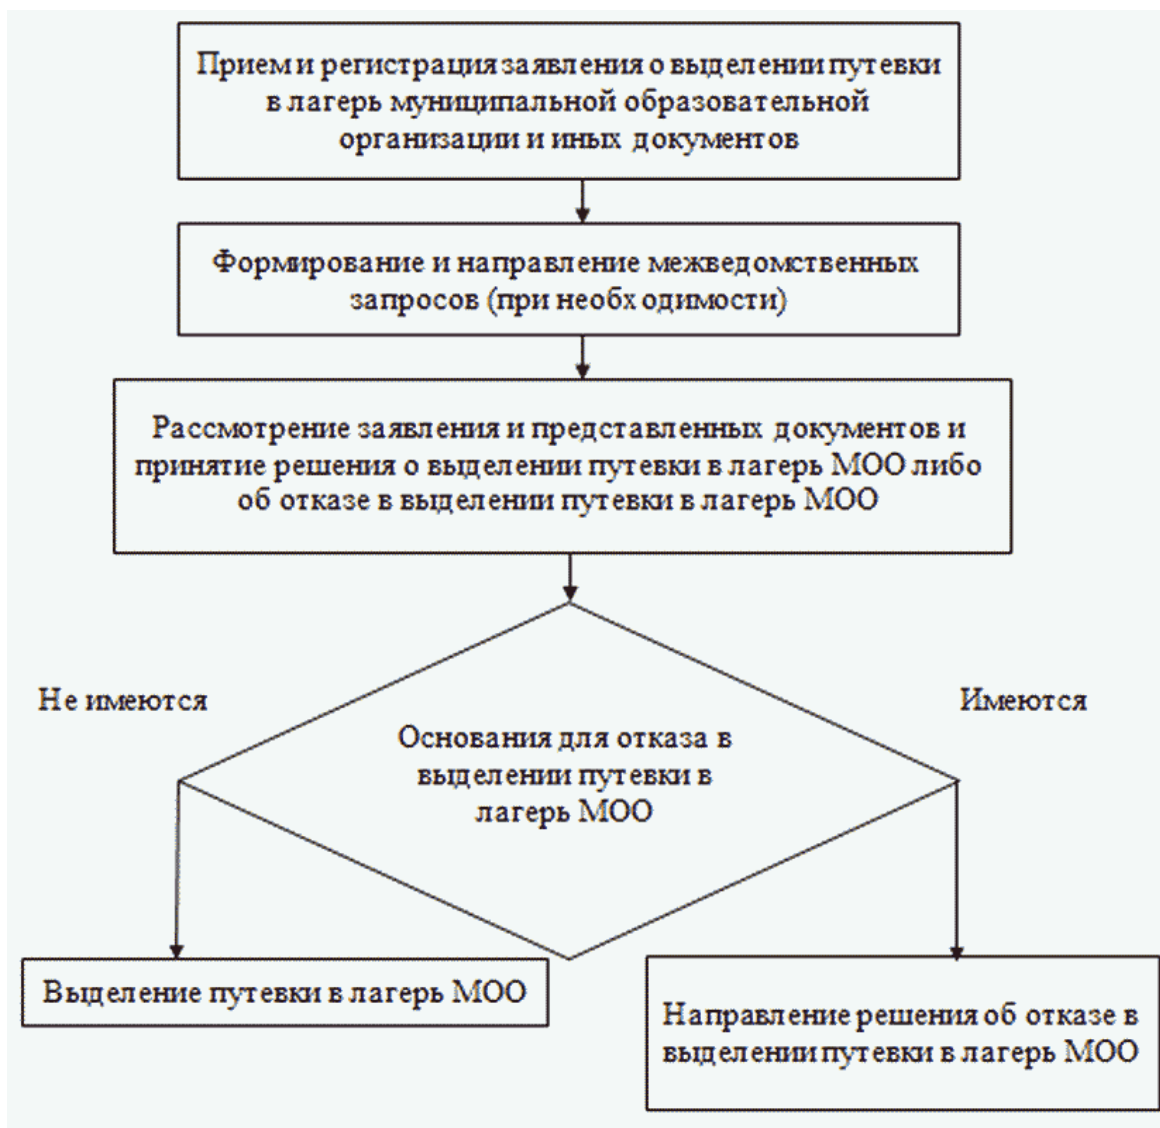 Прием и регистрация заявления о выделении путевки
в лагерь муниципальной образовательной
организации и иных документов
Формирование и направление межведомственных
запросов (при необходимости)
Рассмотрение заявления и представленных документов и
принятие решения о выделении путевки в лагерь МОО либо
об отказе в выделении путевки в лагерь МОО
Не имеются
Имеются
Основания для отказа в
выделении путевки в
лагерь МОО
Выделение путевки в лагерь МОО
Направление решения об отказе в
выделении путевки в лагерь МОО